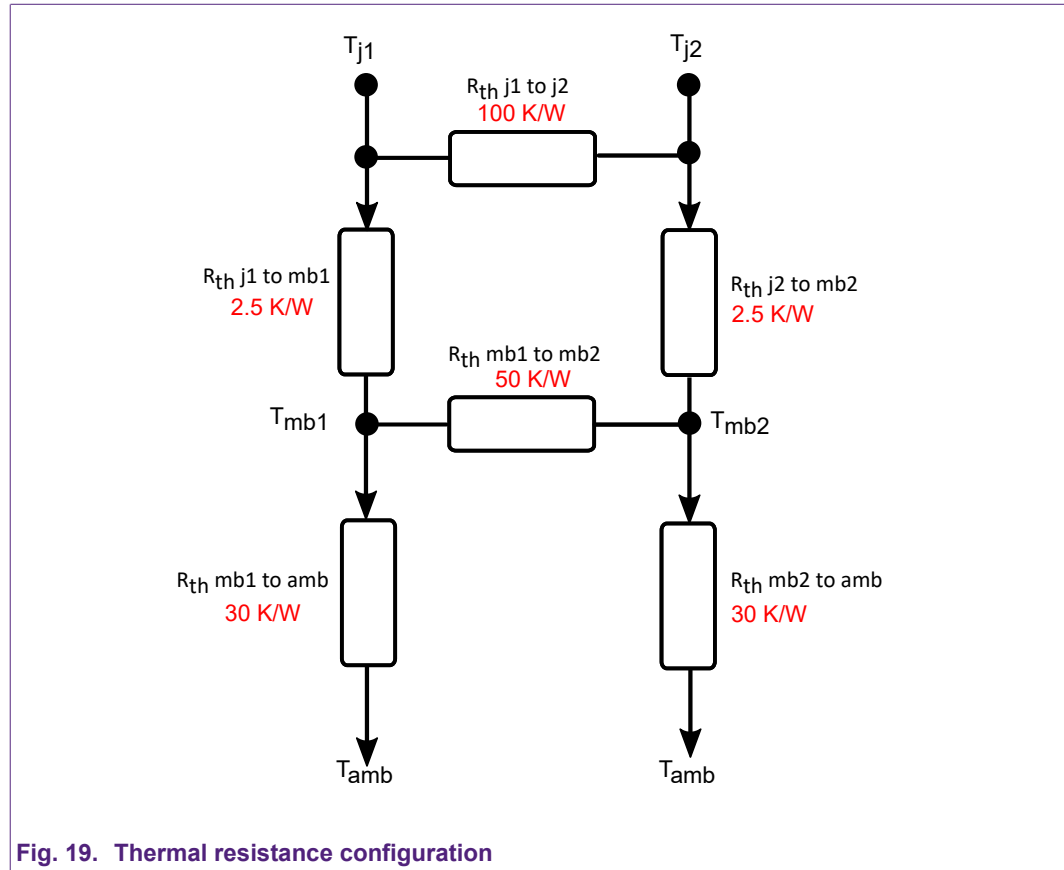 Tj1
Tj2
Rth j1 to j2
100 K/W
Rth j1 to mb1
2.5 K/W
Rth j2 to mb2
2.5 K/W
Rth mb1 to mb2
50 K/W
Tmb1
Tmb2
Rth mb1 to amb
30 K/W
Rth mb2 to amb
30 K/W
Tamb
Tamb
Fig. 19. Thermal resistance configuration